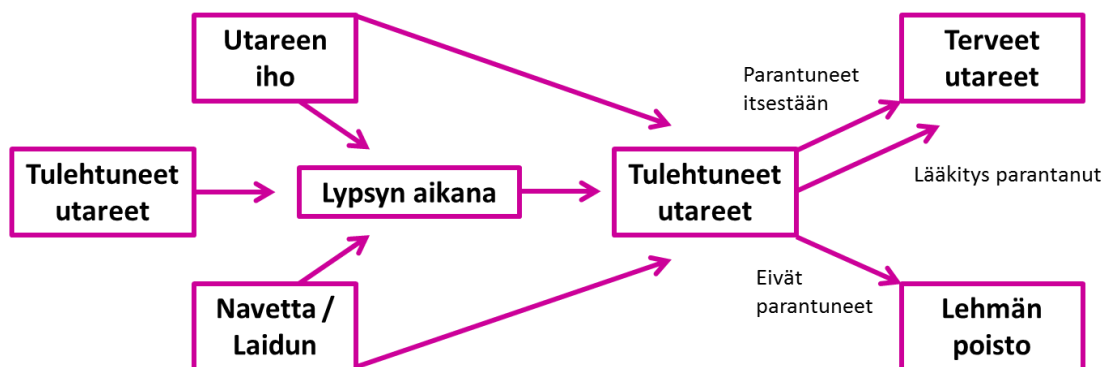 Utareen
iho
Terveet
utareet
Parantuneet
itsestään
Tulehtuneet
utareet
Lypsyn aikana
Tulehtuneet
utareet
Lääkitys parantanut
Navetta /
Laidun
Eivät
parantuneet
Lehmän
poisto